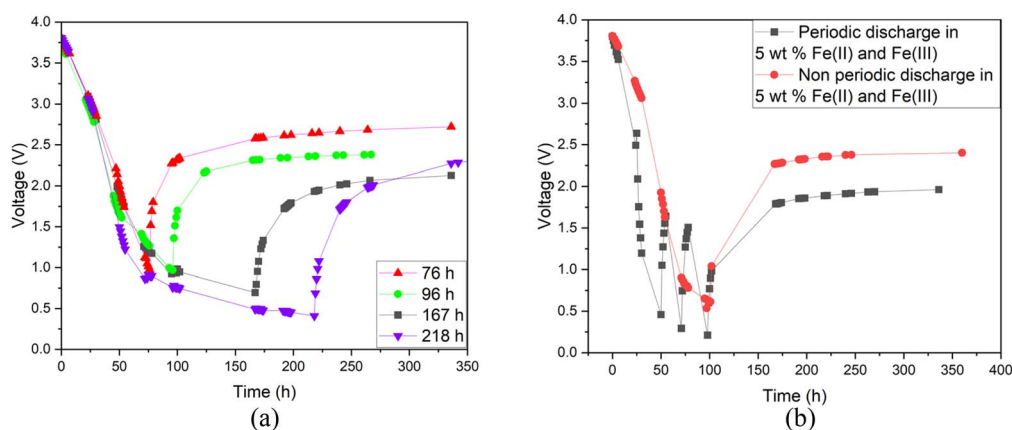 4.0
3.5
3.0
2.5
2.0
1.5
1.0
0.5
0.0
Voltage (V)
0 50 100 150 200 250 300 350
Time (h)
76 h
96 h
167 h
218 h
(a)
4.0
3.5
3.0
2.5
2.0
1.5
1.0
0.5
0.0
Voltage (V)
0 50 100 150 200 250 300 350 400
Time (h)
Periodic discharge in
5 wt % Fe(II) and Fe(III)
Non periodic discharge in
5 wt % Fe(II) and Fe(III)
(b)